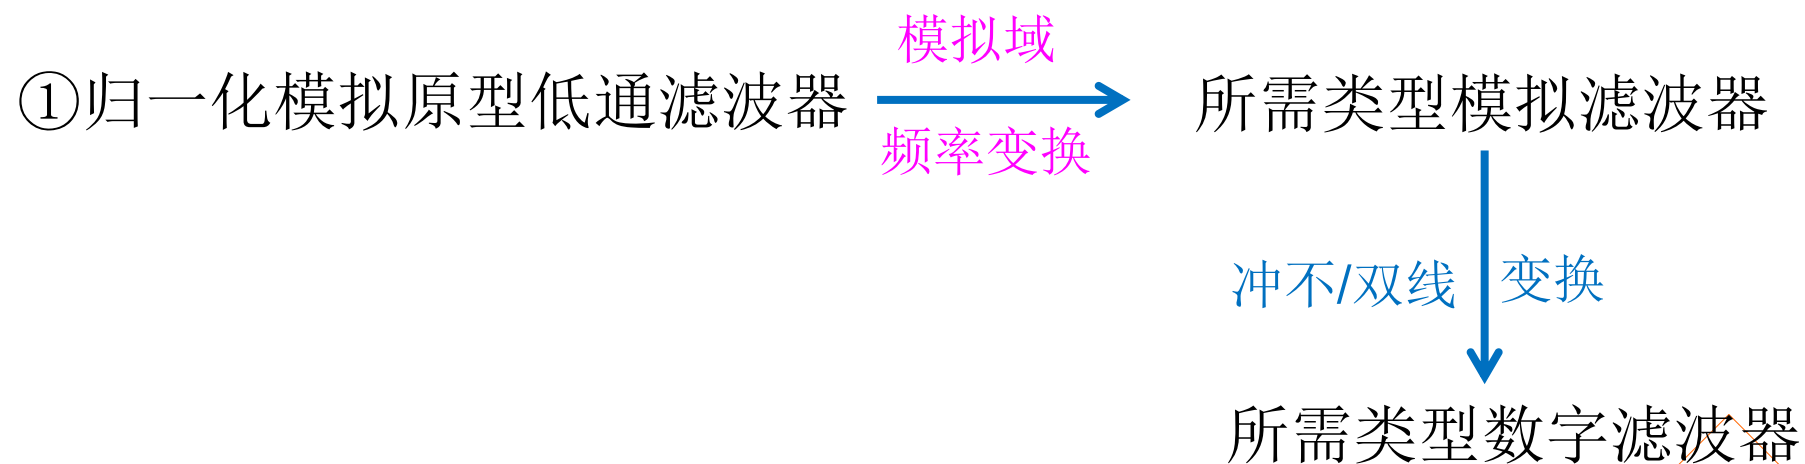 模拟域
①归一化模拟原型低通滤波器
所需类型模拟滤波器
频率变换
冲不/双线
变换
所需类型数字滤波器